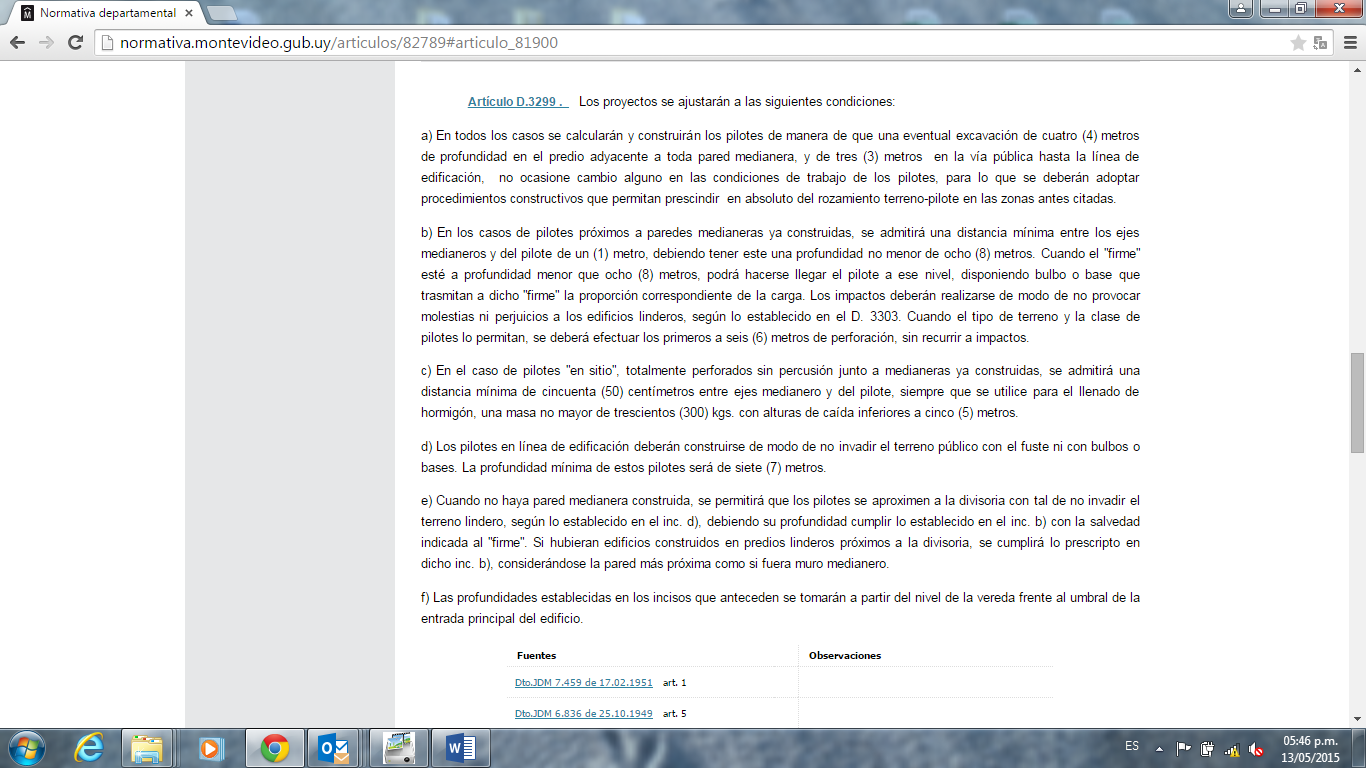 Normativa departamental
normativa.montevideo.gub.uy/articulos/82789#articulo_81900
Artículo D.3299 . Los proyectos se ajustarán a las siguientes condiciones:
a) En todos los casos se calcularán y construirán los pilotes de manera de que una eventual excavación de cuatro (4) metros
de profundidad en el predio adyacente a toda pared medianera, y de tres (3) metros en la vía pública hasta la línea de
edificación, no ocasione cambio alguno en las condiciones de trabajo de los pilotes, para lo que se deberán adoptar
procedimientos constructivos que permitan prescindir en absoluto del rozamiento terreno-pilote en las zonas antes citadas.
b) En los casos de pilotes próximos a paredes medianeras ya construidas, se admitirá una distancia mínima entre los ejes
medianeros y del pilote de un (1) metro, debiendo tener este una profundidad no menor de ocho (8) metros. Cuando el "firme"
esté a profundidad menor que ocho (8) metros, podrá hacerse llegar el pilote a ese nivel, disponiendo bulbo o base que
trasmitan a dicho "firme" la proporción correspondiente de la carga. Los impactos deberán realizarse de modo de no provocar
molestias ni perjuicios a los edificios linderos, según lo establecido en el D. 3303. Cuando el tipo de terreno y la clase de
pilotes lo permitan, se deberá efectuar los primeros a seis (6) metros de perforación, sin recurrir a impactos.
c) En el caso de pilotes "en sitio", totalmente perforados sin percusión junto a medianeras ya construidas, se admitirá una
distancia mínima de cincuenta (50) centímetros entre ejes medianero y del pilote, siempre que se utilice para el llenado de
hormigón, una masa no mayor de trescientos (300) kgs. con alturas de caída inferiores a cinco (5) metros.
d) Los pilotes en línea de edificación deberán construirse de modo de no invadir el terreno público con el fuste ni con bulbos o
bases. La profundidad mínima de estos pilotes será de siete (7) metros.
e) Cuando no haya pared medianera construida, se permitirá que los pilotes se aproximen a la divisoria con tal de no invadir el
terreno lindero, según lo establecido en el inc. d), debiendo su profundidad cumplir lo establecido en el inc. b) con la salvedad
indicada al "firme". Si hubieran edificios construidos en predios linderos próximos a la divisoria, se cumplirá lo prescripto en
dicho inc. b), considerándose la pared más próxima como si fuera muro medianero.
f) Las profundidades establecidas en los incisos que anteceden se tomarán a partir del nivel de la vereda frente al umbral de la
entrada principal del edificio.
Fuentes Observaciones
Dto.JDM 7.459 de 17.02.1951 art. 1
Dto.JDM 6.836 de 25.10.1949 art. 5
ES
05:46 p.m.
13/05/2015